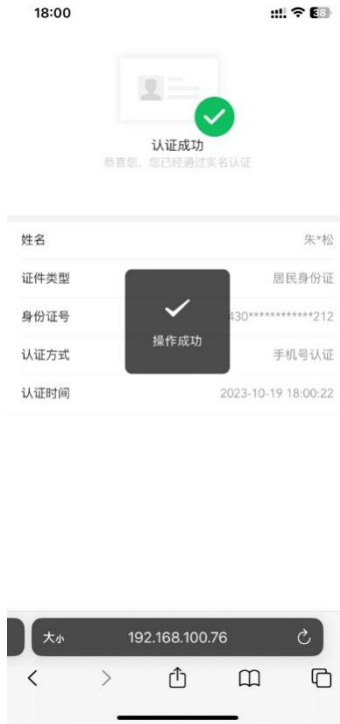 18:00
38
认证成功
恭喜您，您已经通过实名认证
姓名 朱*松
证件类型 居民身份证
身份证号 430************212
操作成功
认证方式 手机号认证
认证时间 2023-10-19 18:00:22
大小 192.168.100.76